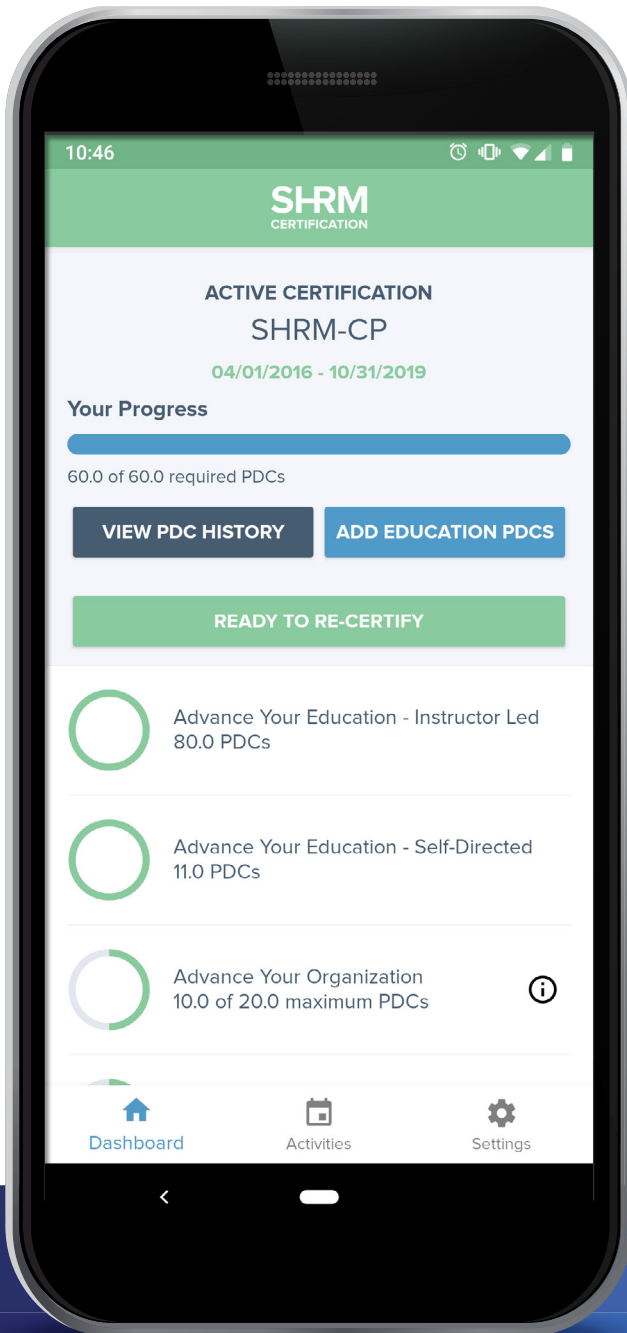 10:46
SHRM
CERTIFICATION
ACTIVE CERTIFICATION
SHRM-CP
04/01/2016 - 10/31/2019
Your Progress
60.0 of 60.0 required PDCs
VIEW PDC HISTORY
ADD EDUCATION PDCS
READY TO RE-CERTIFY
Advance Your Education - Instructor Led
80.0 PDCs
Advance Your Education - Self-Directed
11.0 PDCs
Advance Your Organization
10.0 of 20.0 maximum PDCs
Dashboard
Activities
Settings